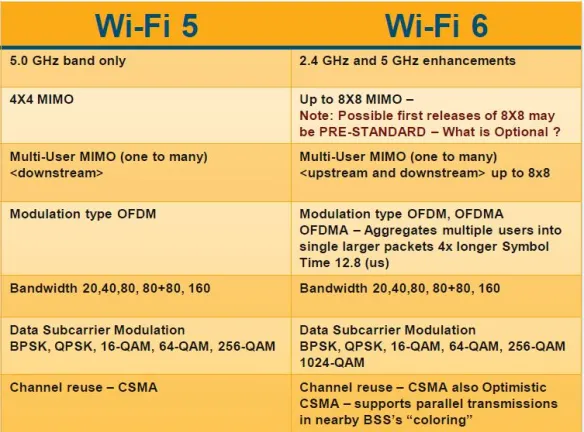 Wi-Fi 5
Wi-Fi 6
5.0 GHz band only
2.4 GHz and 5 GHz enhancements
4X4 MIMO
Up to 8X8 MIMO –
Note: Possible first releases of 8X8 may
be PRE-STANDARD – What is Optional ?
Multi-User MIMO (one to many)
<downstream>
Multi-User MIMO (one to many)
<upstream and downstream> up to 8x8
Modulation type OFDM
Modulation type OFDM, OFDMA
OFDMA – Aggregates multiple users into
single larger packets 4x longer Symbol
Time 12.8 (us)
Bandwidth 20,40,80, 80+80, 160
Bandwidth 20,40,80, 80+80, 160
Data Subcarrier Modulation
BPSK, QPSK, 16-QAM, 64-QAM, 256-QAM
Data Subcarrier Modulation
BPSK, QPSK, 16-QAM, 64-QAM, 256-QAM
1024-QAM
Channel reuse – CSMA
Channel reuse – CSMA also Optimistic
CSMA – supports parallel transmissions
in nearby BSS's “coloring”